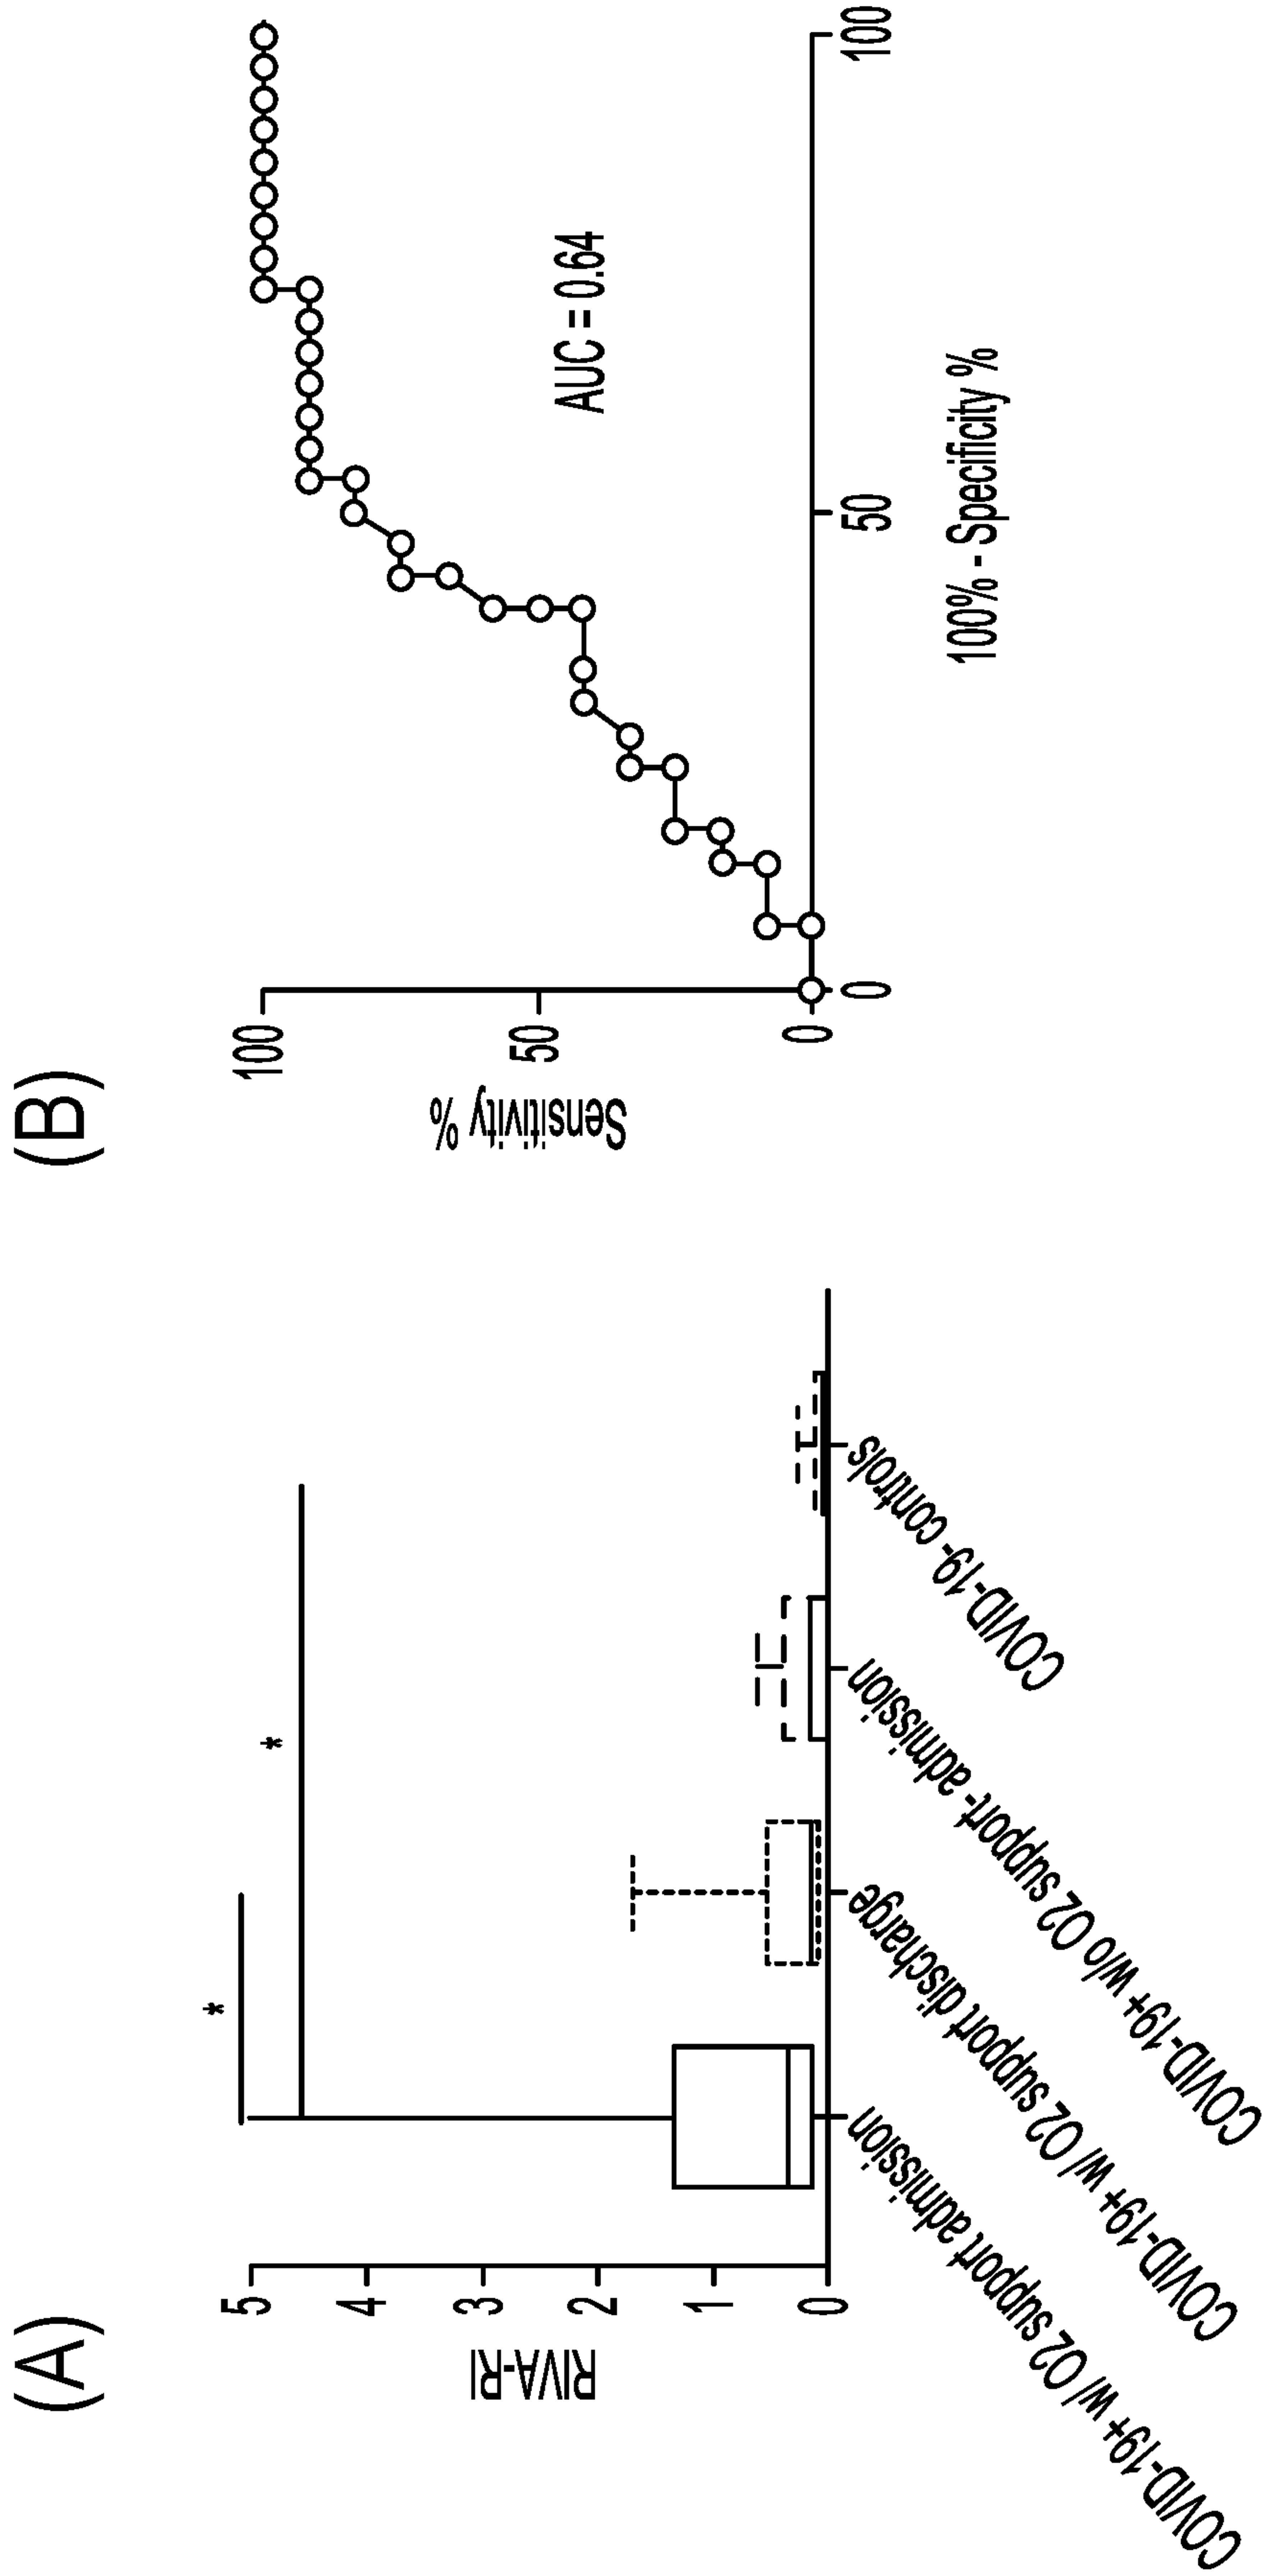 (A)
RIVA-RI
5
4
3
2
1
0
*
*
COVID-19+ w/ O2 support admission
COVID-19+ w/ O2 support discharge
COVID-19+ w/o O2 support- admission
COVID-19- controls
(B)
Sensitivity %
100
50
0
AUC = 0.64
0
50
100
100% - Specificity %